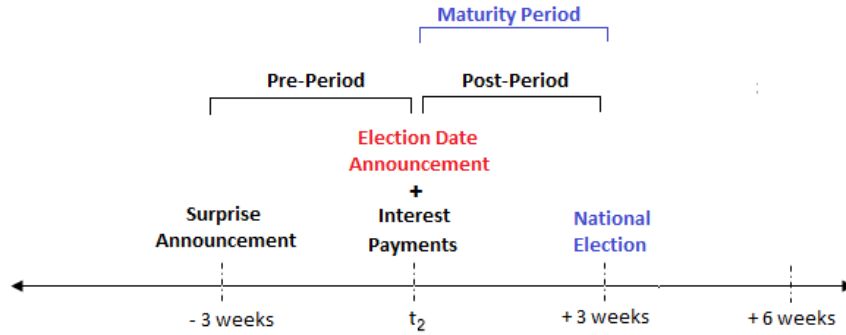 Maturity Period
Pre-Period
Post-Period
Election Date
Announcement
+
Surprise
Announcement
Interest
Payments
National
Election
- 3 weeks
t2
+ 3 weeks
+ 6 weeks